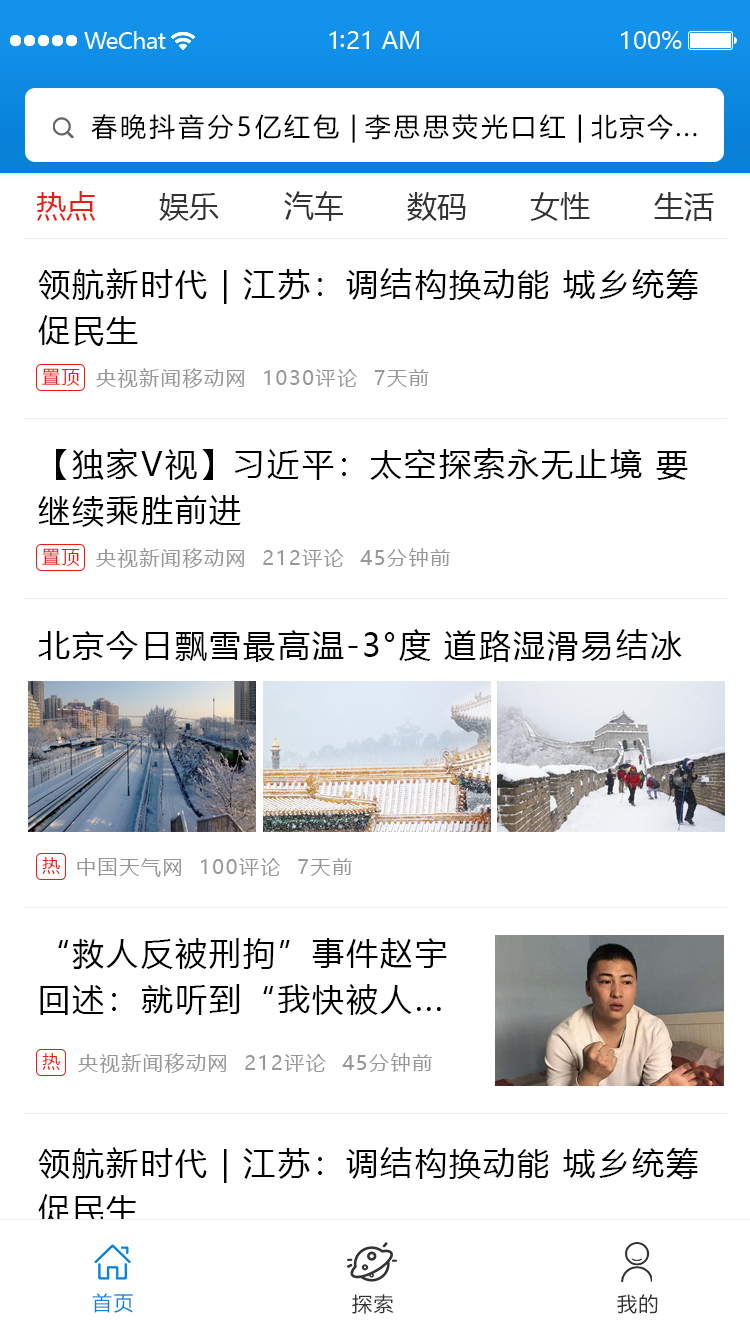 WeChat 1:21 AM 100%
春晚抖音分5亿红包 | 李思思荧光口红 | 北京今...
热点 娱乐 汽车 数码 女性 生活
领航新时代 | 江苏：调结构换动能 城乡统筹
促民生
置顶 央视新闻移动网 1030评论 7天前
【独家V视】习近平：太空探索永无止境 要
继续乘胜前进
置顶 央视新闻移动网 212评论 45分钟前
北京今日飘雪最高温-3°度 道路湿滑易结冰
热 中国天气网 100评论 7天前
“救人反被刑拘”事件赵宇
回述：就听到“我快被人...
热 央视新闻移动网 212评论 45分钟前
领航新时代 | 江苏：调结构换动能 城乡统筹
促民生
首页 探索 我的